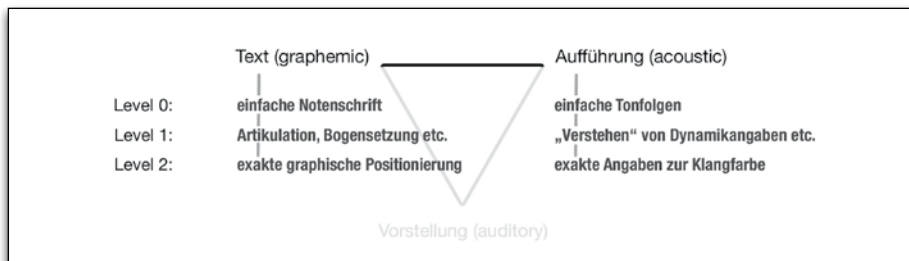 Text (graphemic) Aufführung (acoustic)
Level 0: einfache Notenschrift einfache Tonfolgen
Level 1: Artikulation, Bogensetzung etc. „Verstehen“ von Dynamikangaben etc.
Level 2: exakte graphische Positionierung exakte Angaben zur Klangfarbe
Vorstellung (auditory)